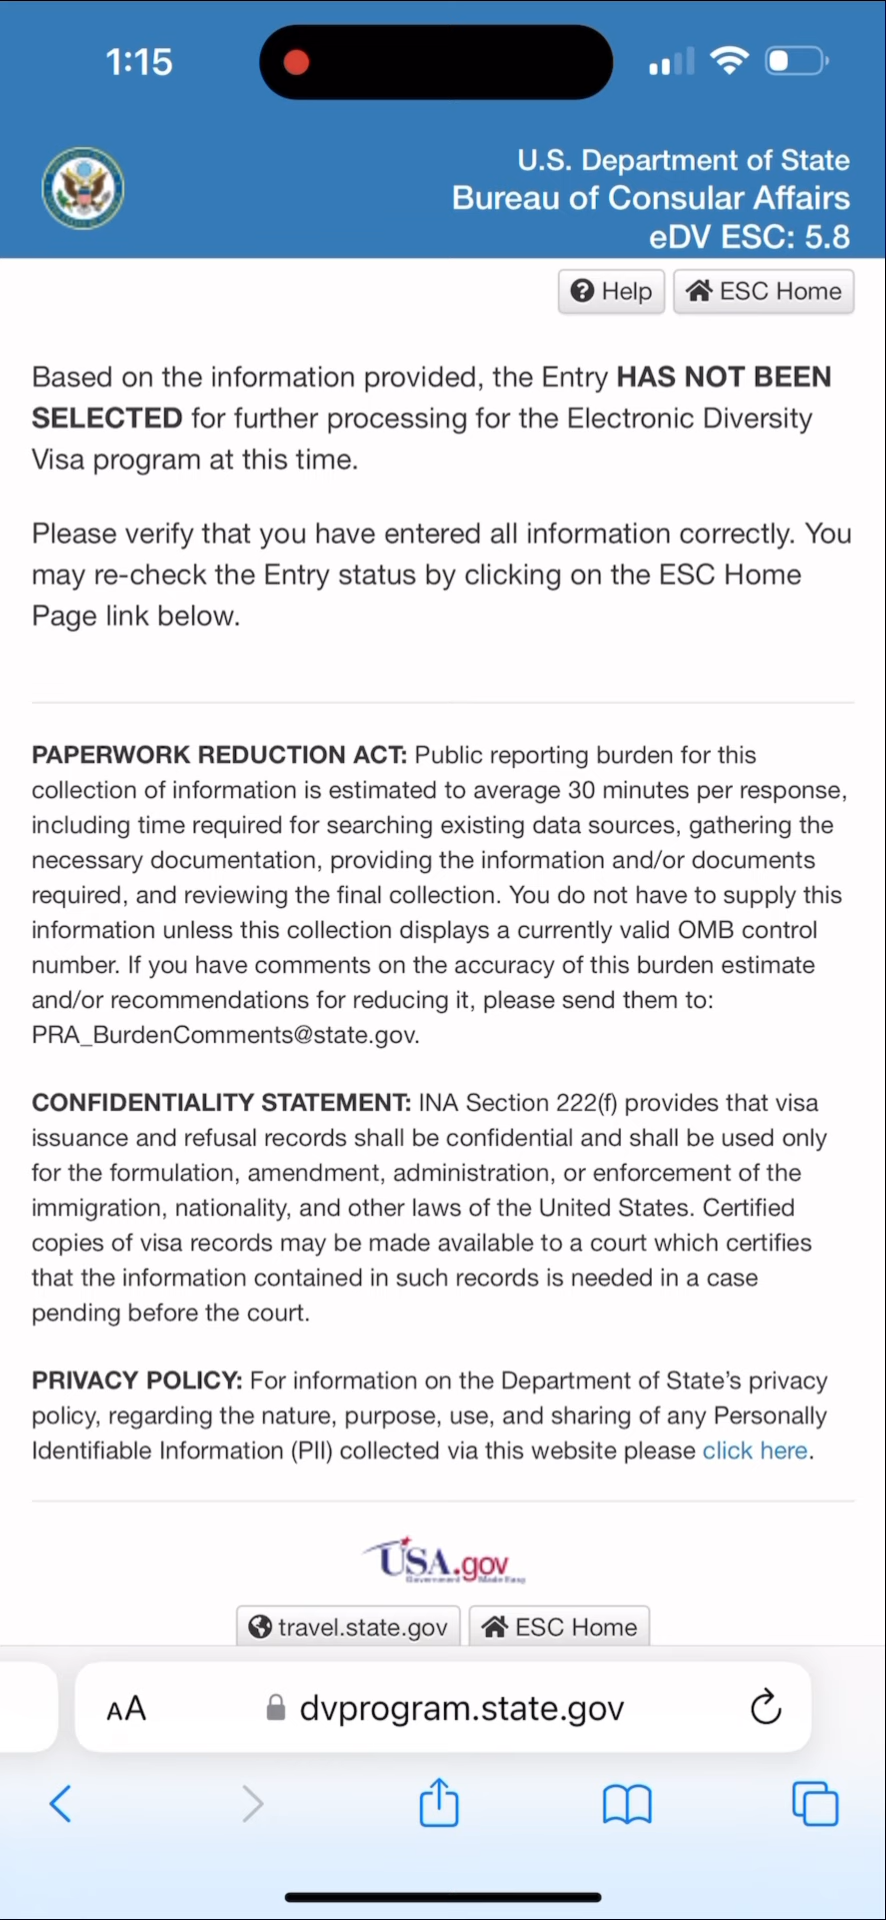 1:15
U.S. Department of State
Bureau of Consular Affairs
eDV ESC: 5.8
Help
ESC Home
Based on the information provided, the Entry HAS NOT BEEN
SELECTED for further processing for the Electronic Diversity
Visa program at this time.
Please verify that you have entered all information correctly. You
may re-check the Entry status by clicking on the ESC Home
Page link below.
PAPERWORK REDUCTION ACT: Public reporting burden for this
collection of information is estimated to average 30 minutes per response,
including time required for searching existing data sources, gathering the
necessary documentation, providing the information and/or documents
required, and reviewing the final collection. You do not have to supply this
information unless this collection displays a currently valid OMB control
number. If you have comments on the accuracy of this burden estimate
and/or recommendations for reducing it, please send them to:
PRA_BurdenComments@state.gov.
CONFIDENTIALITY STATEMENT: INA Section 222(f) provides that visa
issuance and refusal records shall be confidential and shall be used only
for the formulation, amendment, administration, or enforcement of the
immigration, nationality, and other laws of the United States. Certified
copies of visa records may be made available to a court which certifies
that the information contained in such records is needed in a case
pending before the court.
PRIVACY POLICY: For information on the Department of State’s privacy
policy, regarding the nature, purpose, use, and sharing of any Personally
Identifiable Information (PII) collected via this website please click here.
USA.gov
Government Made Easy
travel.state.gov
ESC Home
AA
dvprogram.state.gov